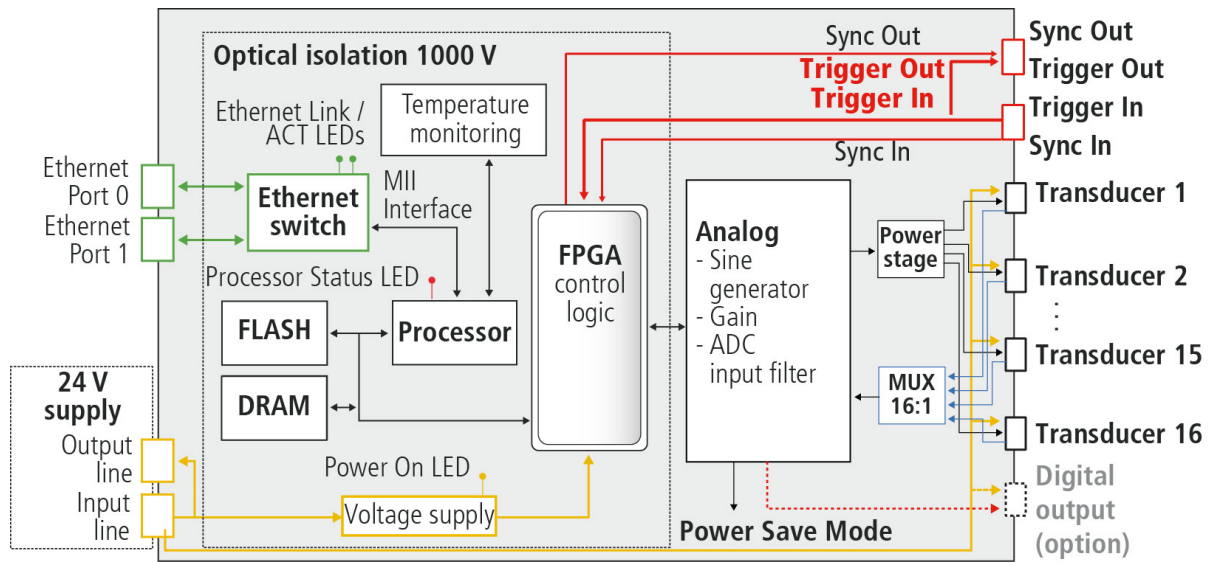 Optical isolation 1000 V
Sync Out
Trigger Out
Trigger In
Sync In
Sync Out
Trigger Out
Trigger In
Sync In
Ethernet Link /
ACT LEDs
Temperature
monitoring
Ethernet
Port 0
Ethernet
Port 1
Ethernet
switch
MII
Interface
Processor Status LED
FLASH
Processor
DRAM
FPGA
control
logic
Analog
- Sine
generator
- Gain
- ADC
input filter
Power
stage
MUX
16:1
Transducer 1
Transducer 2
Transducer 15
Transducer 16
24 V
supply
Output
line
Input
line
Power On LED
Voltage supply
Power Save Mode
Digital
output
(option)